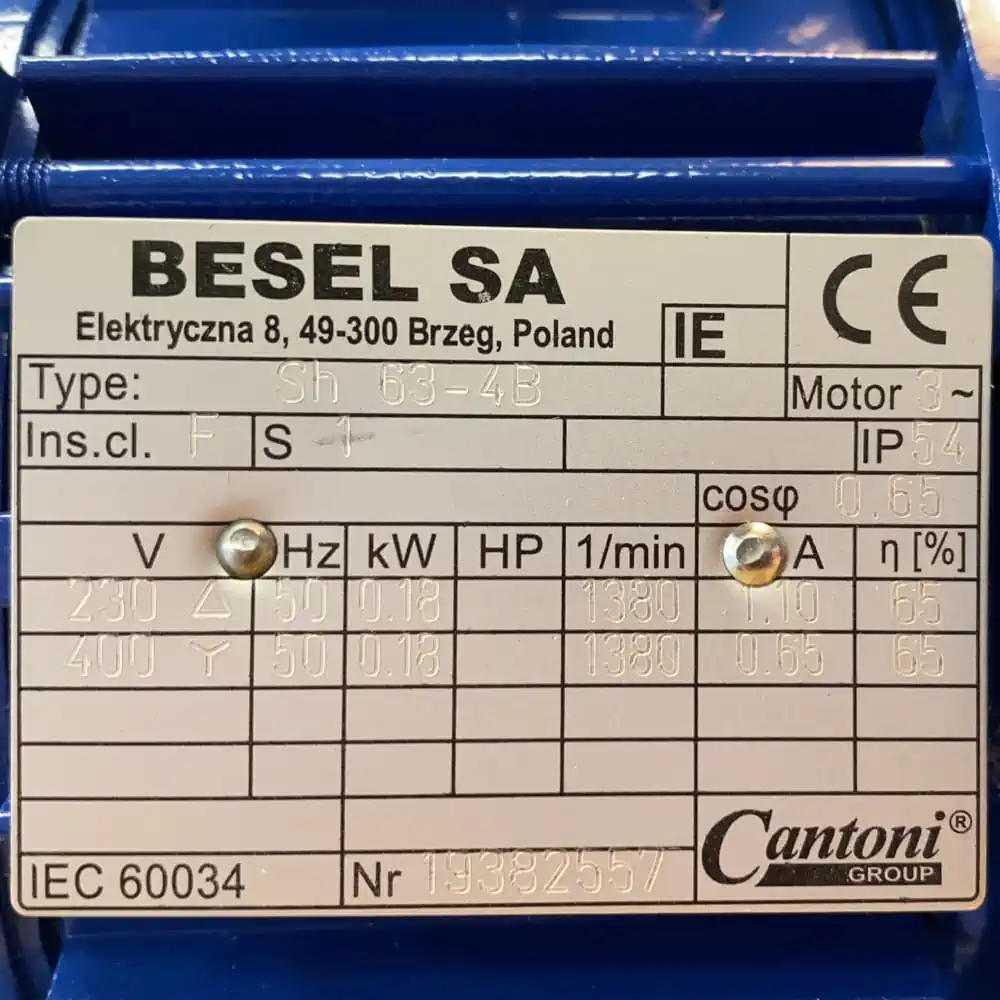 BESEL SA
Elektryczna 8, 49-300 Brzeg, Poland
IE
CE
Type: Sh 63-4B
Motor 3~
Ins.cl. F S 1 IP 54
cosφ 0.65
V Hz kW HP 1/min A η [%]
230 △ 50 0.18 1380 1.10 65
400 Y 50 0.18 1380 0.65 65
IEC 60034
Nr 19382557
Cantoni®
GROUP